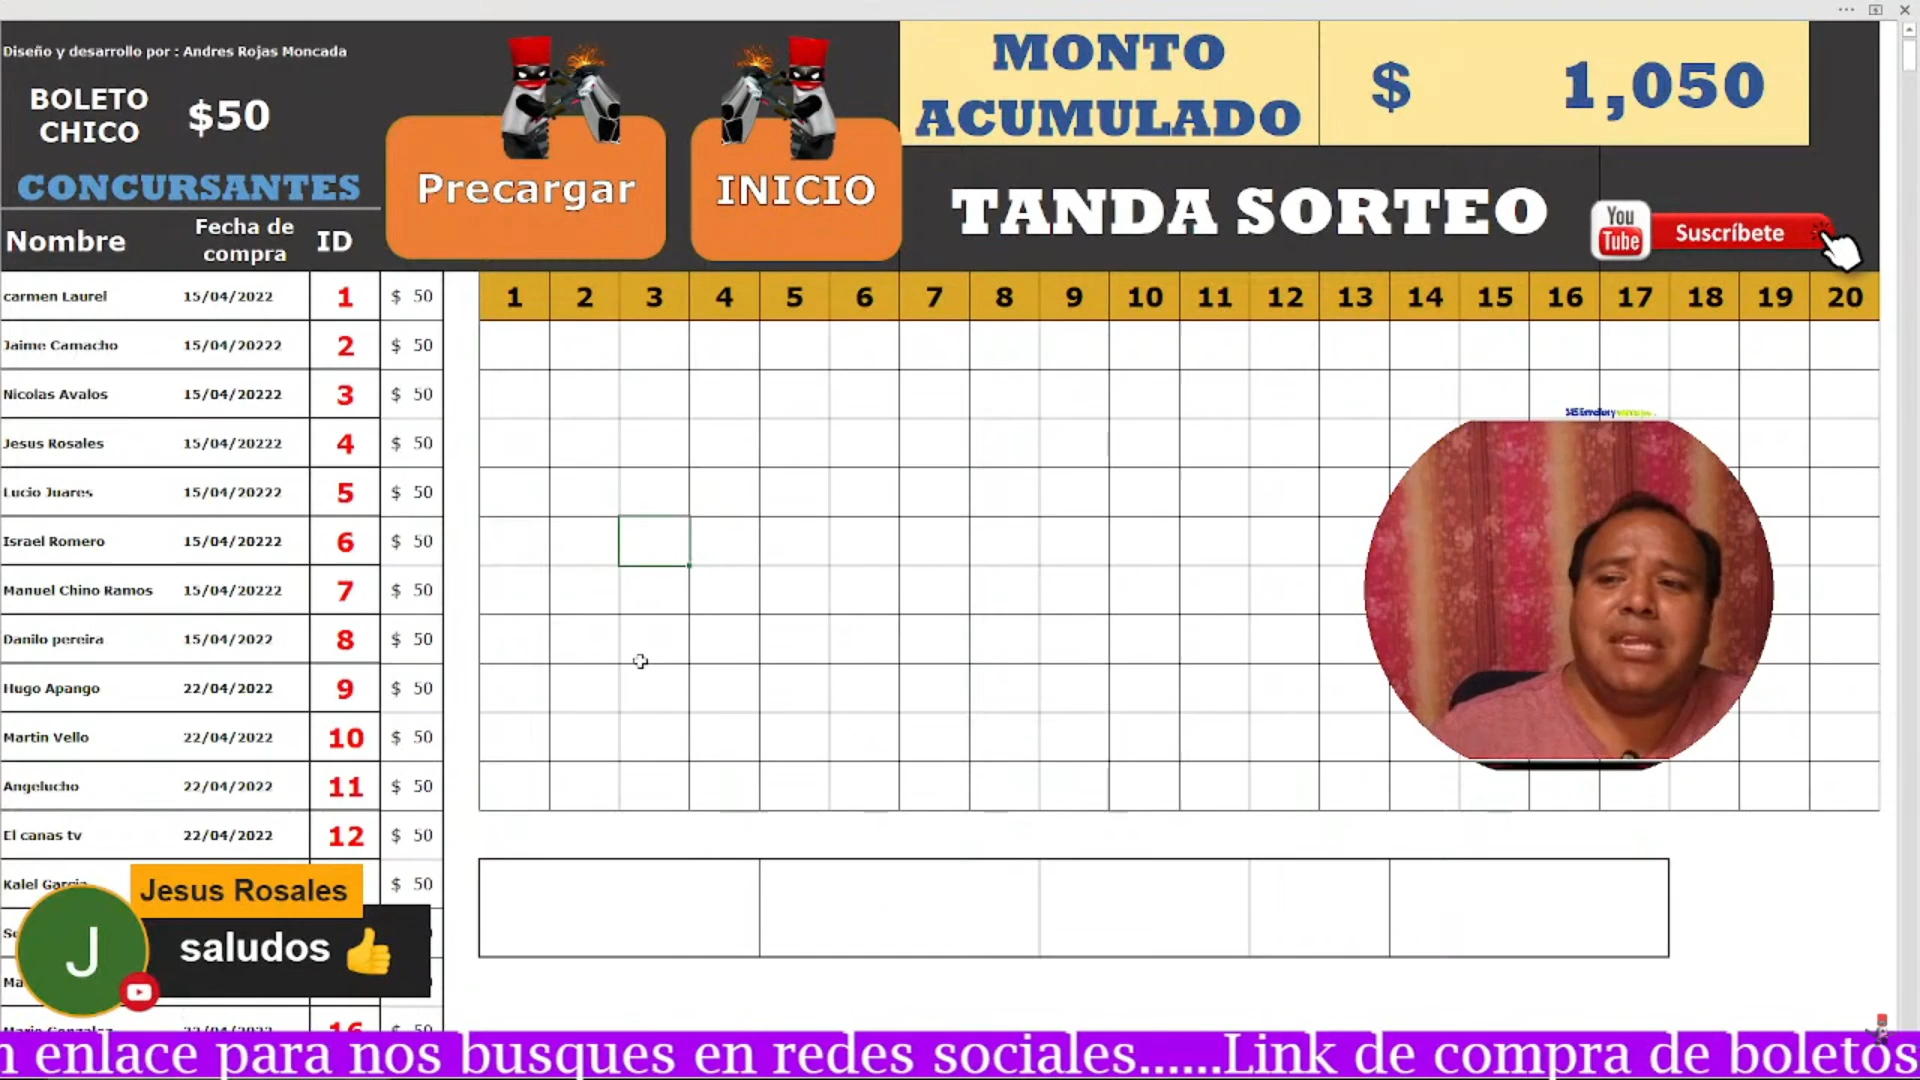 Diseño y desarrollo por : Andres Rojas Moncada
BOLETO
CHICO
$50
Precargar
INICIO
MONTO
ACUMULADO
$ 1,050
CONCURSANTES
TANDA SORTEO
You
Tube
Suscríbete
Nombre
Fecha de
compra
ID
carmen Laurel 15/04/2022 1 $ 50
Jaime Camacho 15/04/20222 2 $ 50
Nicolas Avalos 15/04/20222 3 $ 50
Jesus Rosales 15/04/20222 4 $ 50
Lucio Juares 15/04/20222 5 $ 50
Israel Romero 15/04/20222 6 $ 50
Manuel Chino Ramos 15/04/20222 7 $ 50
Danilo pereira 15/04/2022 8 $ 50
Hugo Apango 22/04/2022 9 $ 50
Martin Vello 22/04/2022 10 $ 50
Angelucho 22/04/2022 11 $ 50
El canas tv 22/04/2022 12 $ 50
Kalel Garcia $ 50
1 2 3 4 5 6 7 8 9 10 11 12 13 14 15 16 17 18 19 20
Jesus Rosales
J
saludos 👍
n enlace para nos busques en redes sociales......Link de compra de boletos